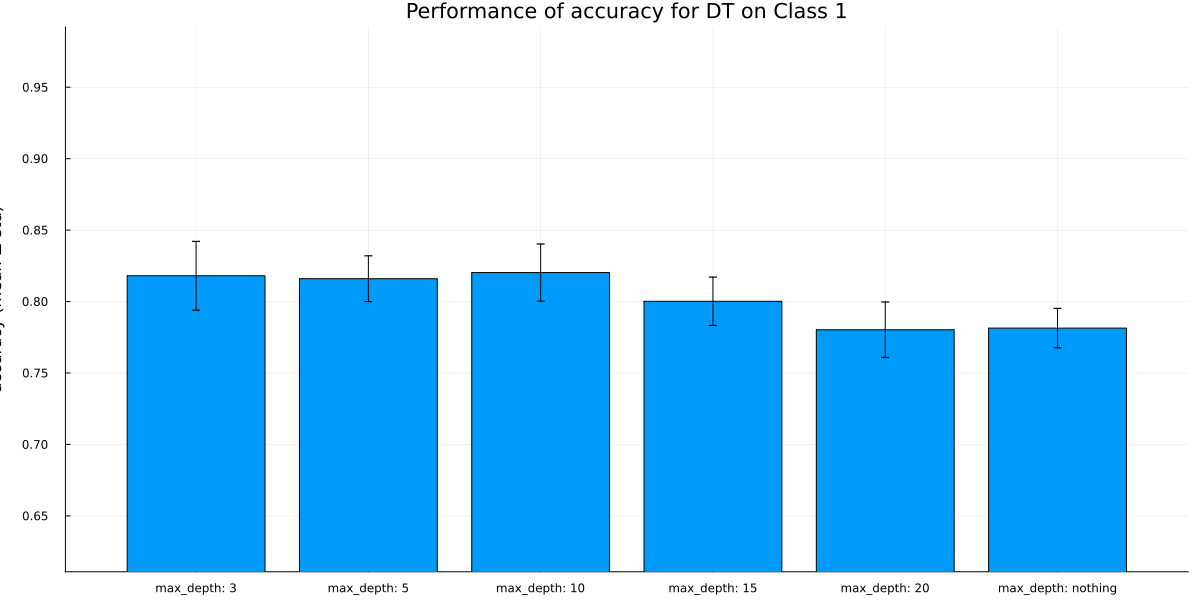 Performance of accuracy for DT on Class 1
0.95
0.90
0.85
0.80
0.75
0.70
0.65
max_depth: 3
max_depth: 5
max_depth: 10
max_depth: 15
max_depth: 20
max_depth: nothing